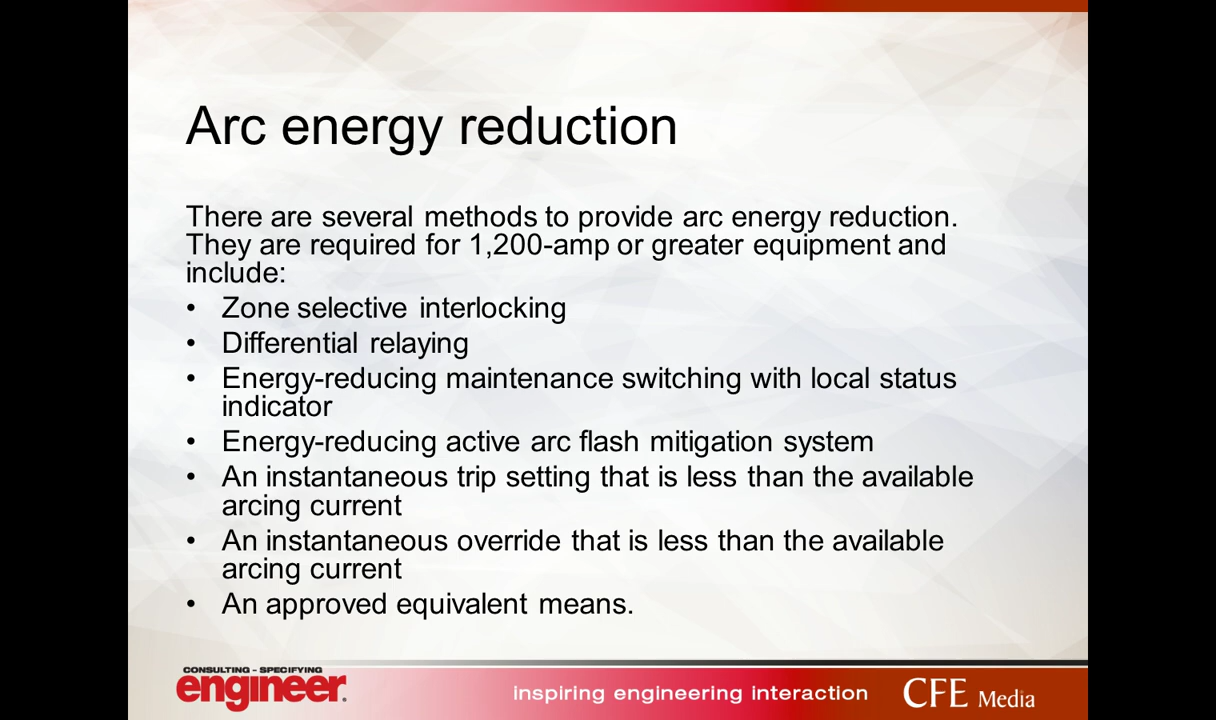 Arc energy reduction
There are several methods to provide arc energy reduction.
They are required for 1,200-amp or greater equipment and
include:
• Zone selective interlocking
• Differential relaying
• Energy-reducing maintenance switching with local status
indicator
• Energy-reducing active arc flash mitigation system
• An instantaneous trip setting that is less than the available
arcing current
• An instantaneous override that is less than the available
arcing current
• An approved equivalent means.
CONSULTING - SPECIFYING
engineer.
inspiring engineering interaction
CFE Media